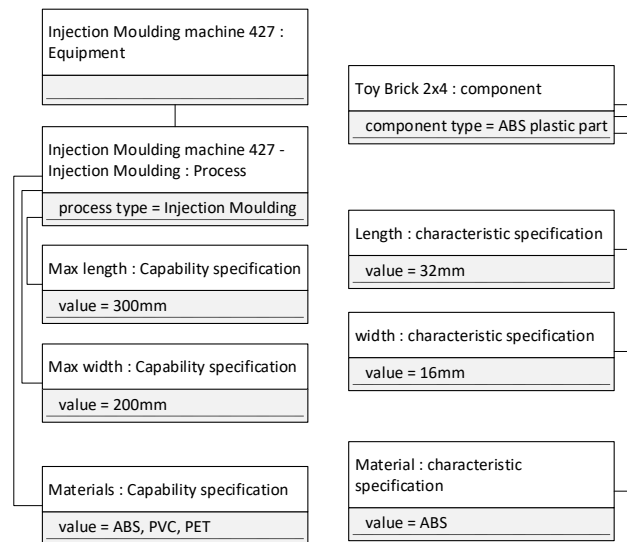 Injection Moulding machine 427 :
Equipment
Injection Moulding machine 427 -
Injection Moulding : Process
process type = Injection Moulding
Max length : Capability specification
value = 300mm
Max width : Capability specification
value = 200mm
Materials : Capability specification
value = ABS, PVC, PET
Toy Brick 2x4 : component
component type = ABS plastic part
Length : characteristic specification
value = 32mm
width : characteristic specification
value = 16mm
Material : characteristic
specification
value = ABS